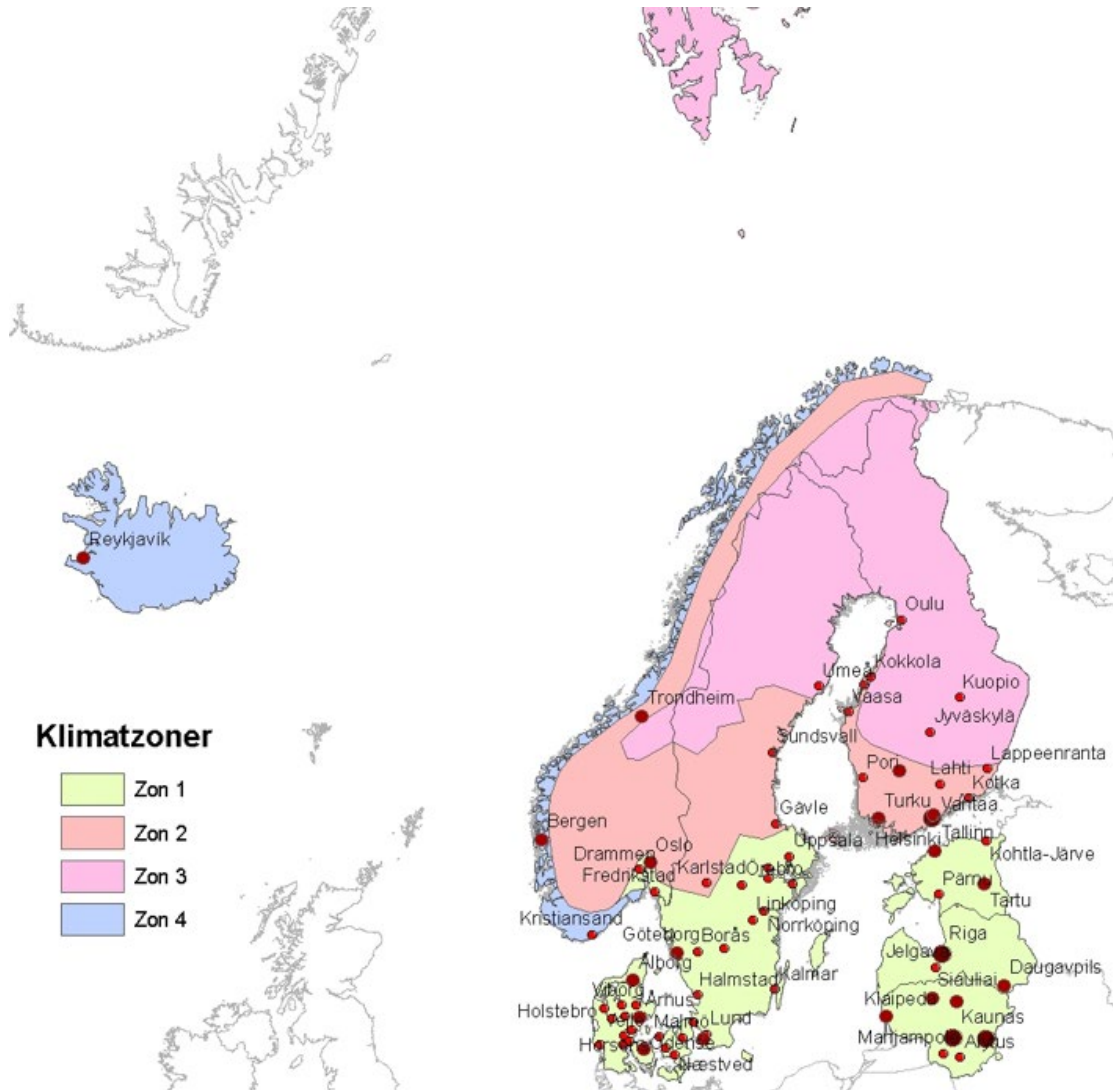 Reykjavík
Oulu
Umeå
Kokkola
Vaasa
Kuopio
Trondheim
Jyväskylä
Klimatzoner
Sundsvall
Lappeenranta
Pori
Lahti
Zon 1
Kotka
Turku
Vantaa
Gävle
Zon 2
Bergen
Uppsala
Helsinki
Tallinn
Oslo
Drammen
Kohtla-Järve
Karlstad
Örebro
Fredrikstad
Zon 3
Pärnu
Tartu
Linköping
Kristiansand
Norrköping
Zon 4
Riga
Göteborg
Borås
Jelgava
Ålborg
Daugavpils
Kalmar
Halmstad
Siauliai
Viborg
Århus
Klaipeda
Holstebro
Kaunas
Vejle
Malmö
Lund
Marijampole
Alytus
Horsens
Odense
Næstved